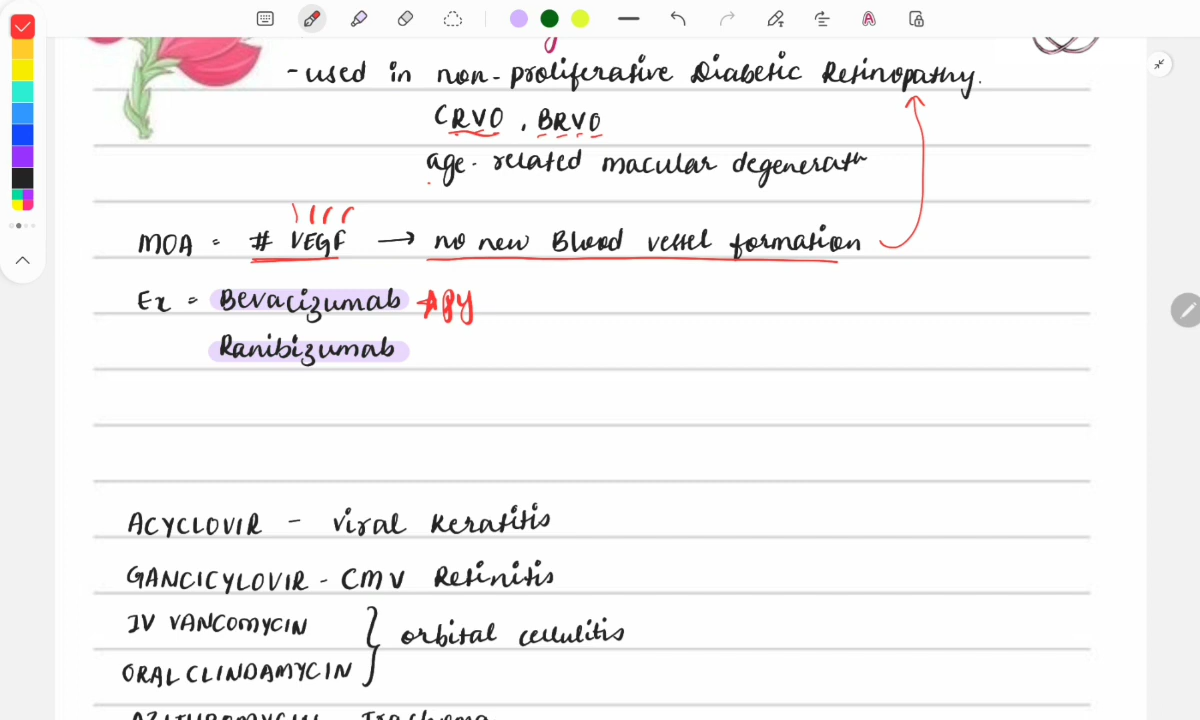 -used in non-proliferative Diabetic Retinopathy.
CRVO, BRVO
age-related macular degenerath
MOA = # VEGF → no new Blood vessel formation
Ex = Bevacizumab
Ranibizumab
ACYCLOVIR - Viral Keratitis
GANCICYLOVIR - CMV Retinitis
IV VANCOMYCIN
ORAL CLINDAMYCIN } orbital cellulitis